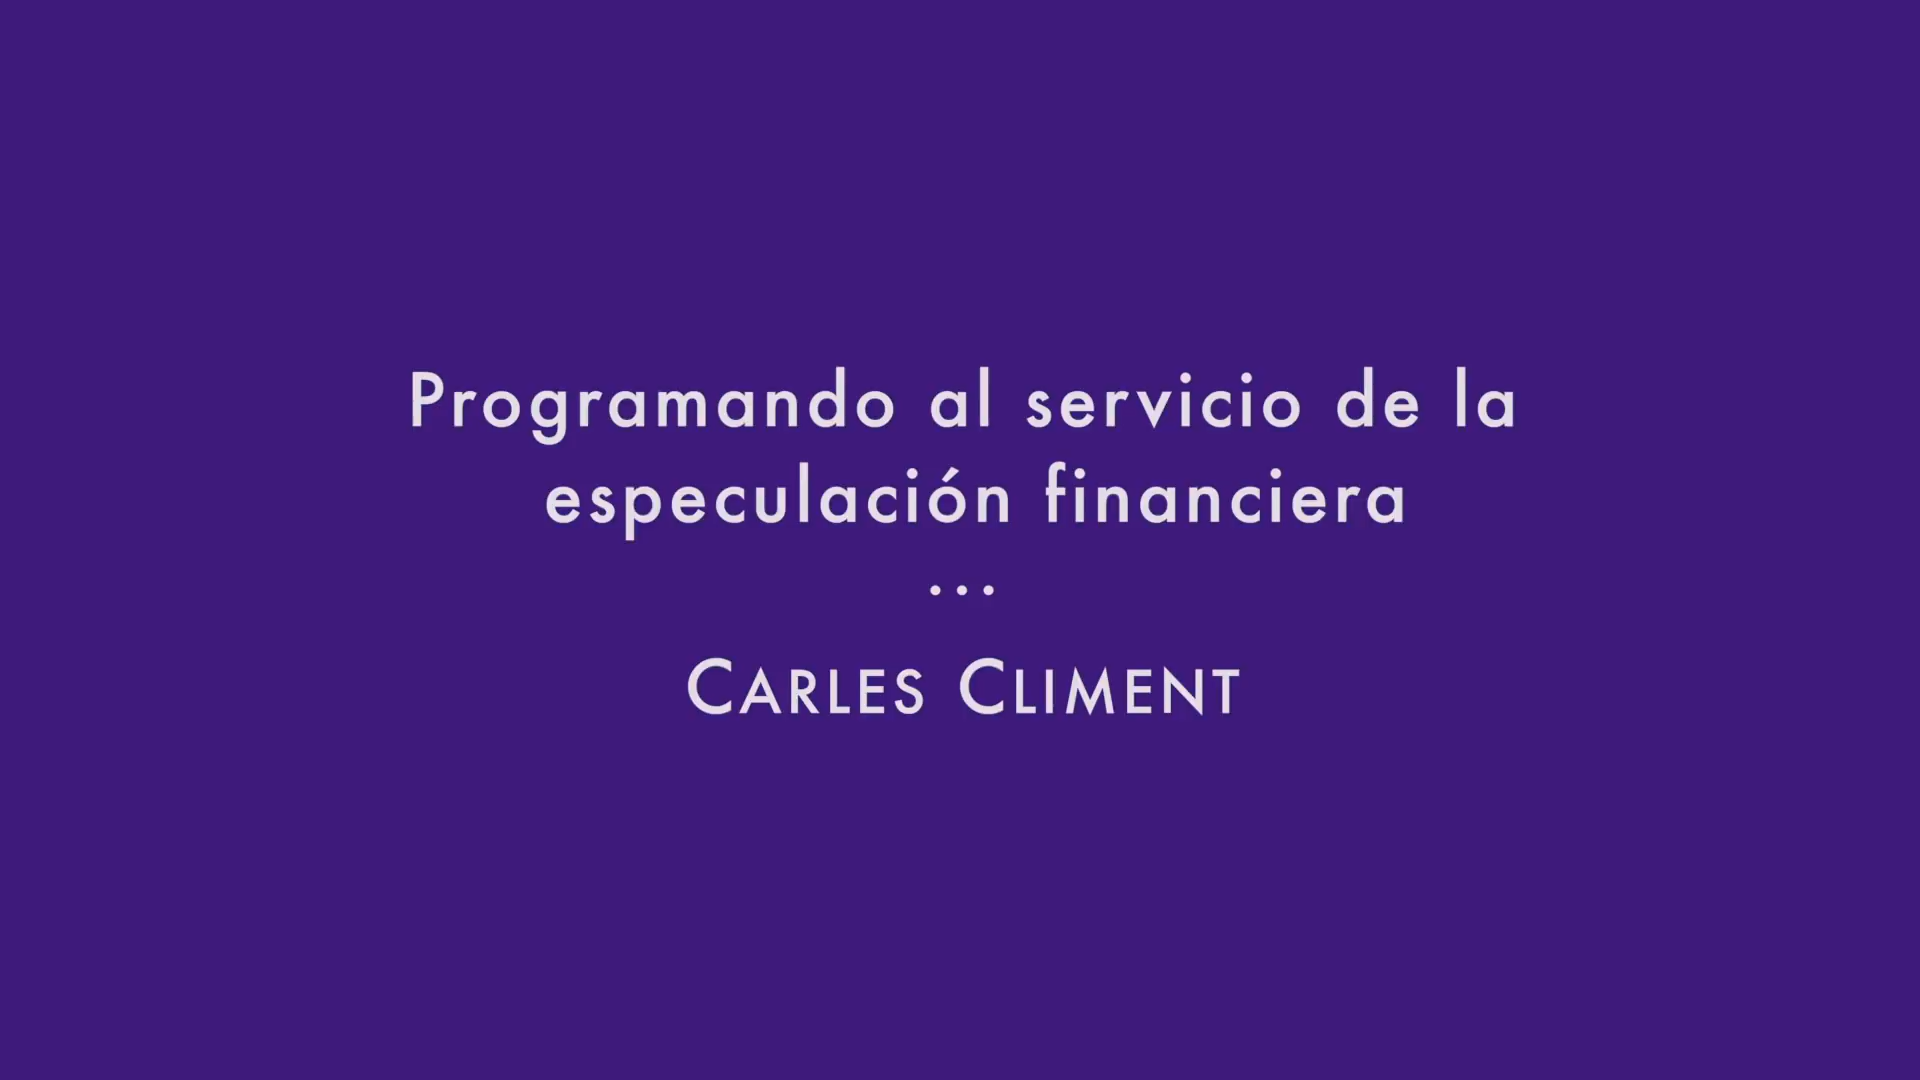 Programando al servicio de la
especulación financiera
...
CARLES CLIMENT